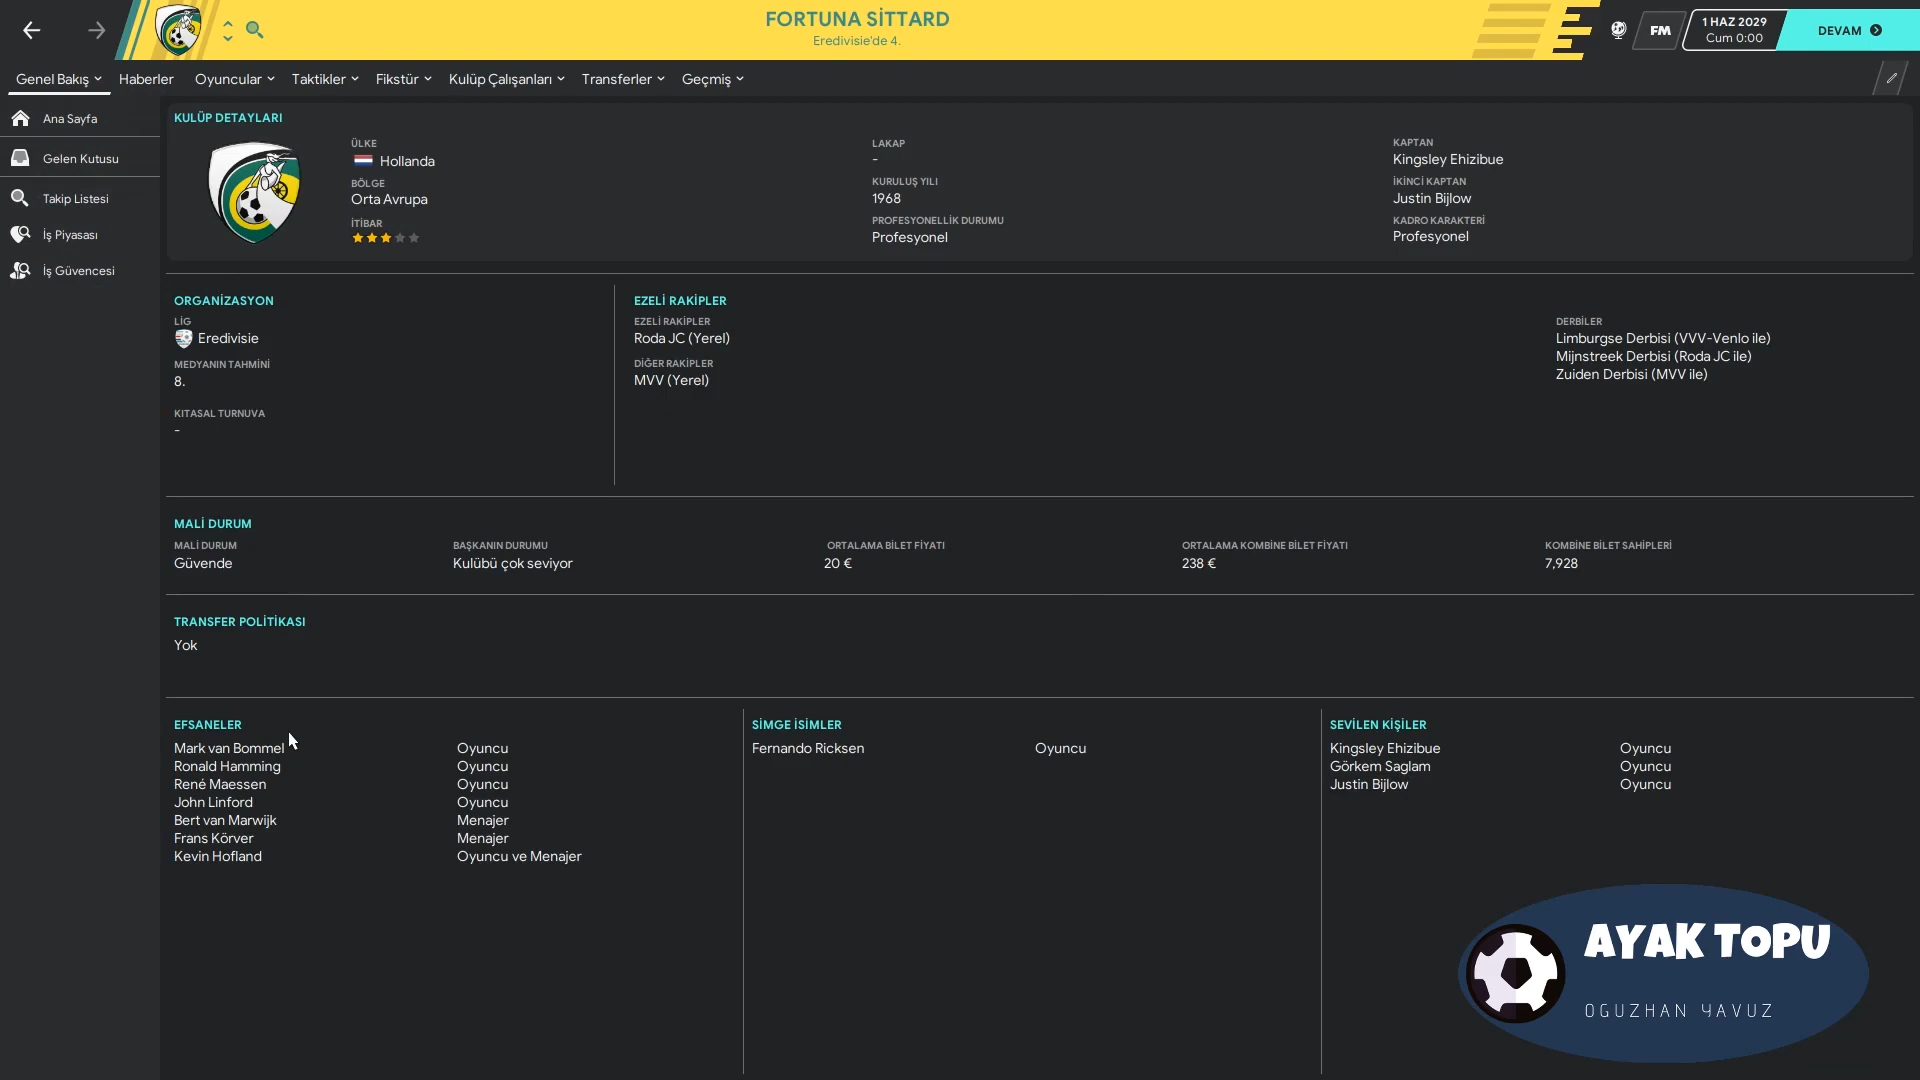 FORTUNA SİTTARD
Eredivisie'de 4.
FM
1 HAZ 2029
Cum 0:00
DEVAM
Genel Bakış
Haberler
Oyuncular
Taktikler
Fikstür
Kulüp Çalışanları
Transferler
Geçmiş
Ana Sayfa
Gelen Kutusu
Takip Listesi
İş Piyasası
İş Güvencesi
KULÜP DETAYLARI
ÜLKE
Hollanda
BÖLGE
Orta Avrupa
İTİBAR
LAKAP
-
KURULUŞ YILI
1968
PROFESYONELLİK DURUMU
Profesyonel
KAPTAN
Kingsley Ehizibue
İKİNCİ KAPTAN
Justin Bijlow
KADRO KARAKTERİ
Profesyonel
ORGANİZASYON
LİG
Eredivisie
MEDYANIN TAHMİNİ
8.
KITASAL TURNUVA
-
EZELİ RAKİPLER
EZELİ RAKİPLER
Roda JC (Yerel)
DİĞER RAKİPLER
MVV (Yerel)
DERBİLER
Limburgse Derbisi (VVV-Venlo ile)
Mijnstreek Derbisi (Roda JC ile)
Zuiden Derbisi (MVV ile)
MALİ DURUM
MALİ DURUM
Güvende
BAŞKANIN DURUMU
Kulübü çok seviyor
ORTALAMA BİLET FİYATI
20 €
ORTALAMA KOMBİNE BİLET FİYATI
238 €
KOMBİNE BİLET SAHİPLERİ
7,928
TRANSFER POLİTİKASI
Yok
EFSANELER
Mark van Bommel Oyuncu
Ronald Hamming Oyuncu
René Maessen Oyuncu
John Linford Oyuncu
Bert van Marwijk Menajer
Frans Körver Menajer
Kevin Hofland Oyuncu ve Menajer
SİMGE İSİMLER
Fernando Ricksen Oyuncu
SEVİLEN KİŞİLER
Kingsley Ehizibue Oyuncu
Görkem Saglam Oyuncu
Justin Bijlow Oyuncu
AYAK TOPU
OGUZHAN YAVUZ